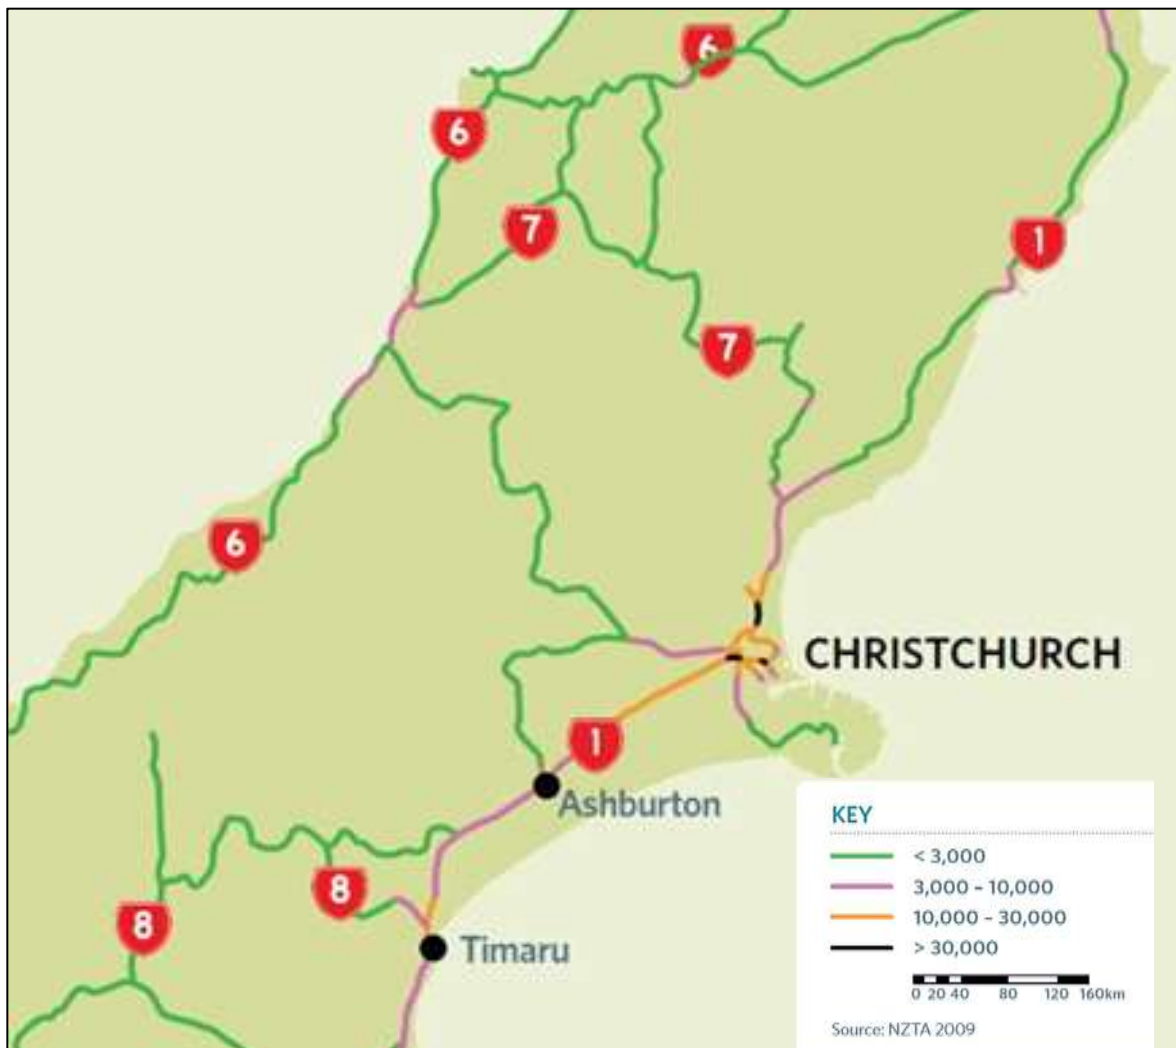 6
6
7
1
7
6
CHRISTCHURCH
1
Ashburton
8
8
Timaru
KEY
< 3,000
3,000 – 10,000
10,000 – 30,000
> 30,000
0 20 40 80 120 160km
Source: NZTA 2009